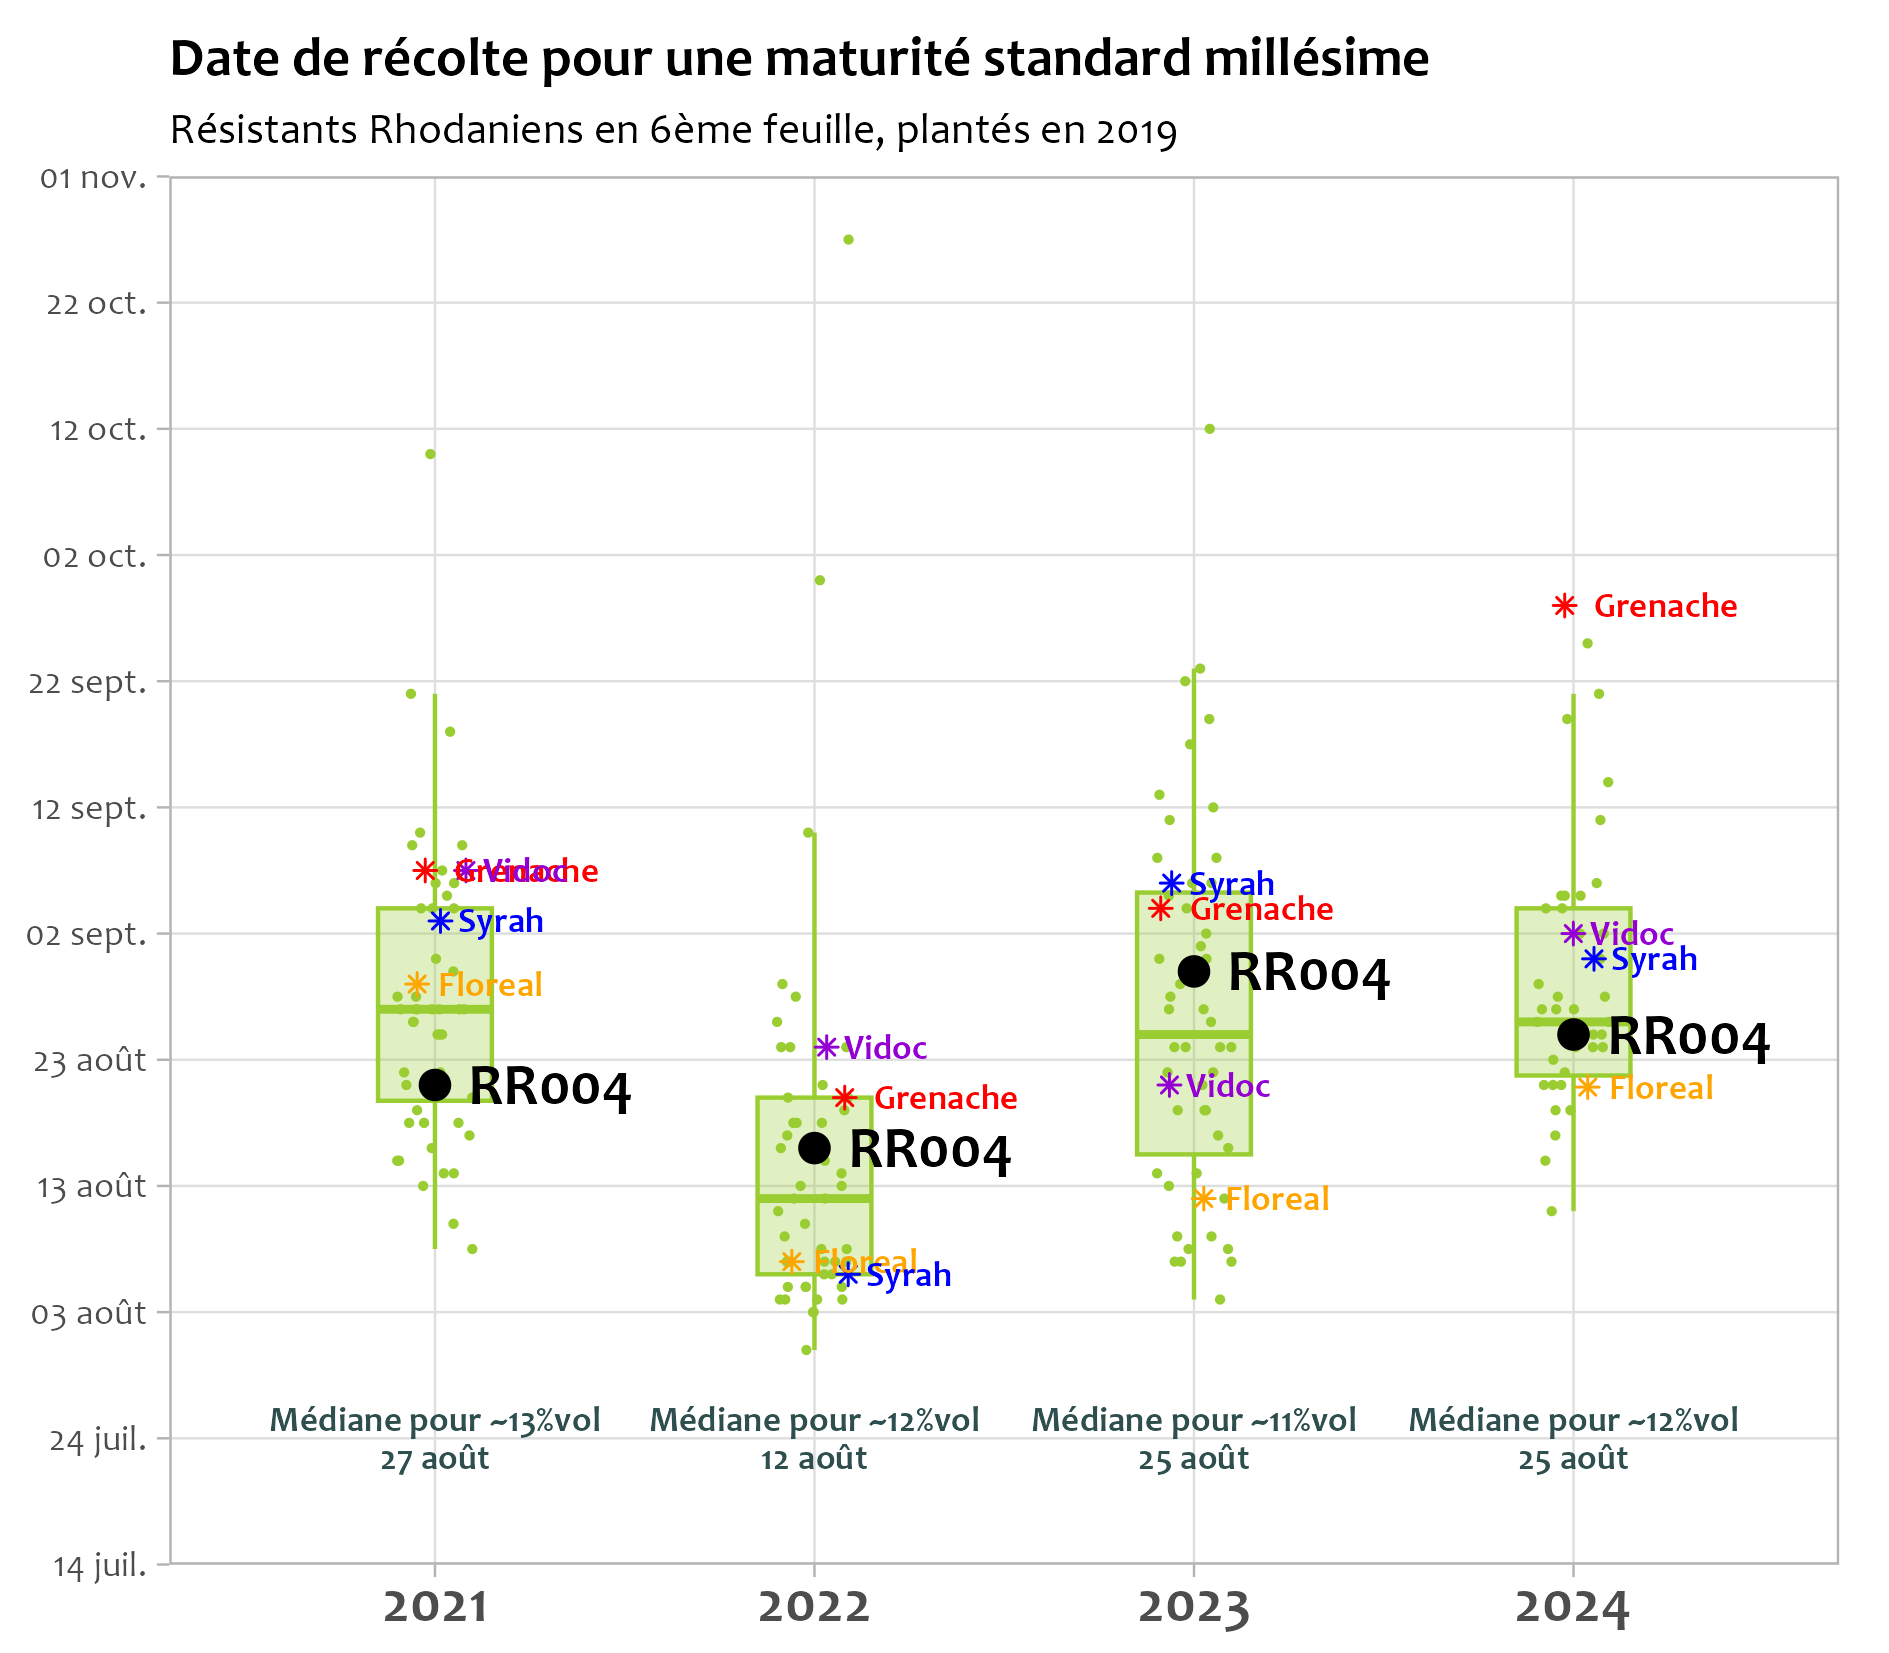 Date de récolte pour une maturité standard millésime
Résistants Rhodaniens en 6ème feuille, plantés en 2019
01 nov.
22 oct.
12 oct.
02 oct.
Grenache
22 sept.
12 sept.
Grenache
Vidoc
Syrah
Grenache
Syrah
02 sept.
Vidoc
Syrah
Floreal
RR004
RR004
23 août
Vidoc
RR004
Vidoc
Floreal
Grenache
RR004
13 août
Floreal
Floreal
Syrah
03 août
Médiane pour ~13%vol
27 août
Médiane pour ~12%vol
12 août
Médiane pour ~11%vol
25 août
Médiane pour ~12%vol
25 août
24 juil.
14 juil.
2021
2022
2023
2024